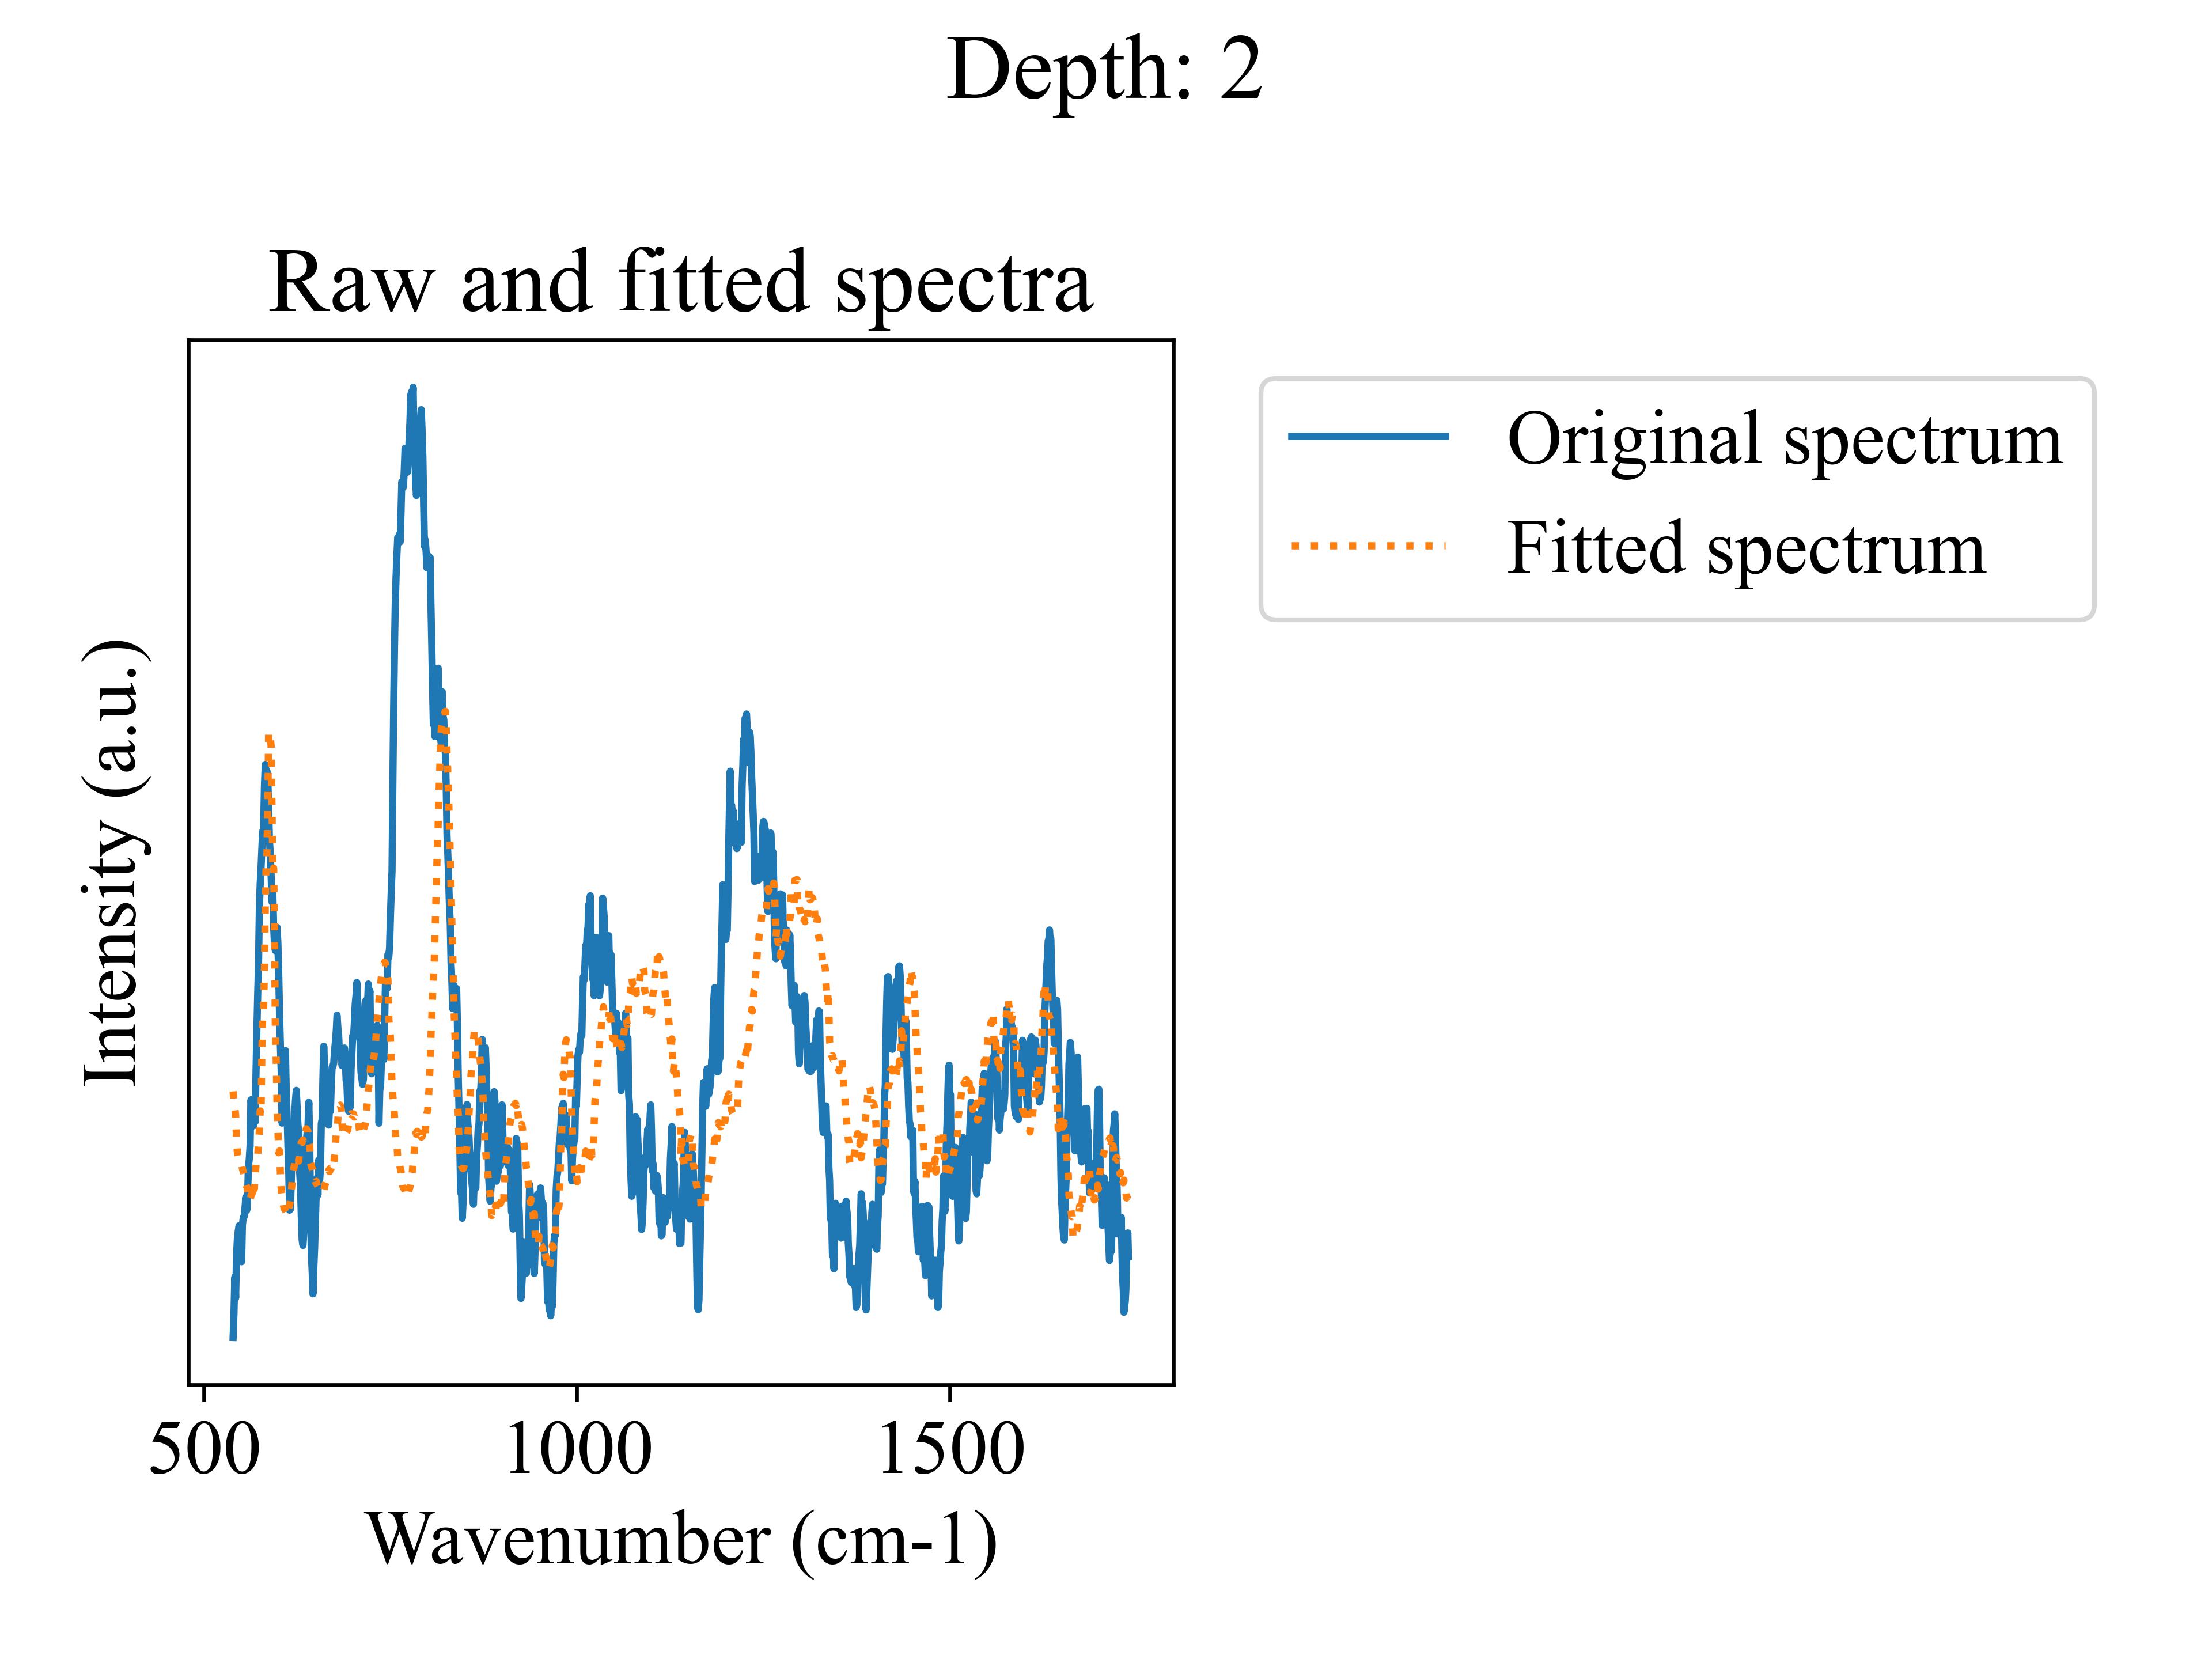 Depth: 2
Raw and fitted spectra
Original spectrum
Fitted spectrum
Intensity (a.u.)
500 1000 1500
Wavenumber (cm-1)